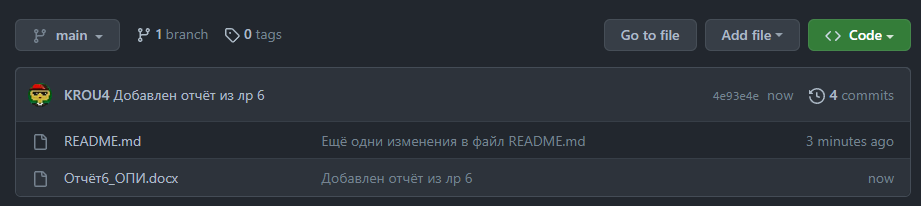 main 1 branch 0 tags Go to file Add file Code
KROU4 Добавлен отчёт из лр 6 4e93e4e now 4 commits
README.md Ещё одни изменения в файл README.md 3 minutes ago
Отчёт6_ОПИ.docx Добавлен отчёт из лр 6 now